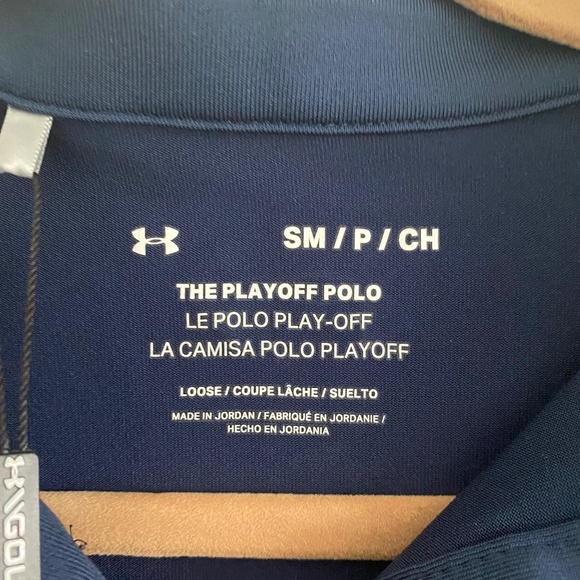 SM / P / CH
THE PLAYOFF POLO
LE POLO PLAY-OFF
LA CAMISA POLO PLAYOFF
LOOSE / COUPE LÂCHE / SUELTO
MADE IN JORDAN / FABRIQUÉ EN JORDANIE /
HECHO EN JORDANIA